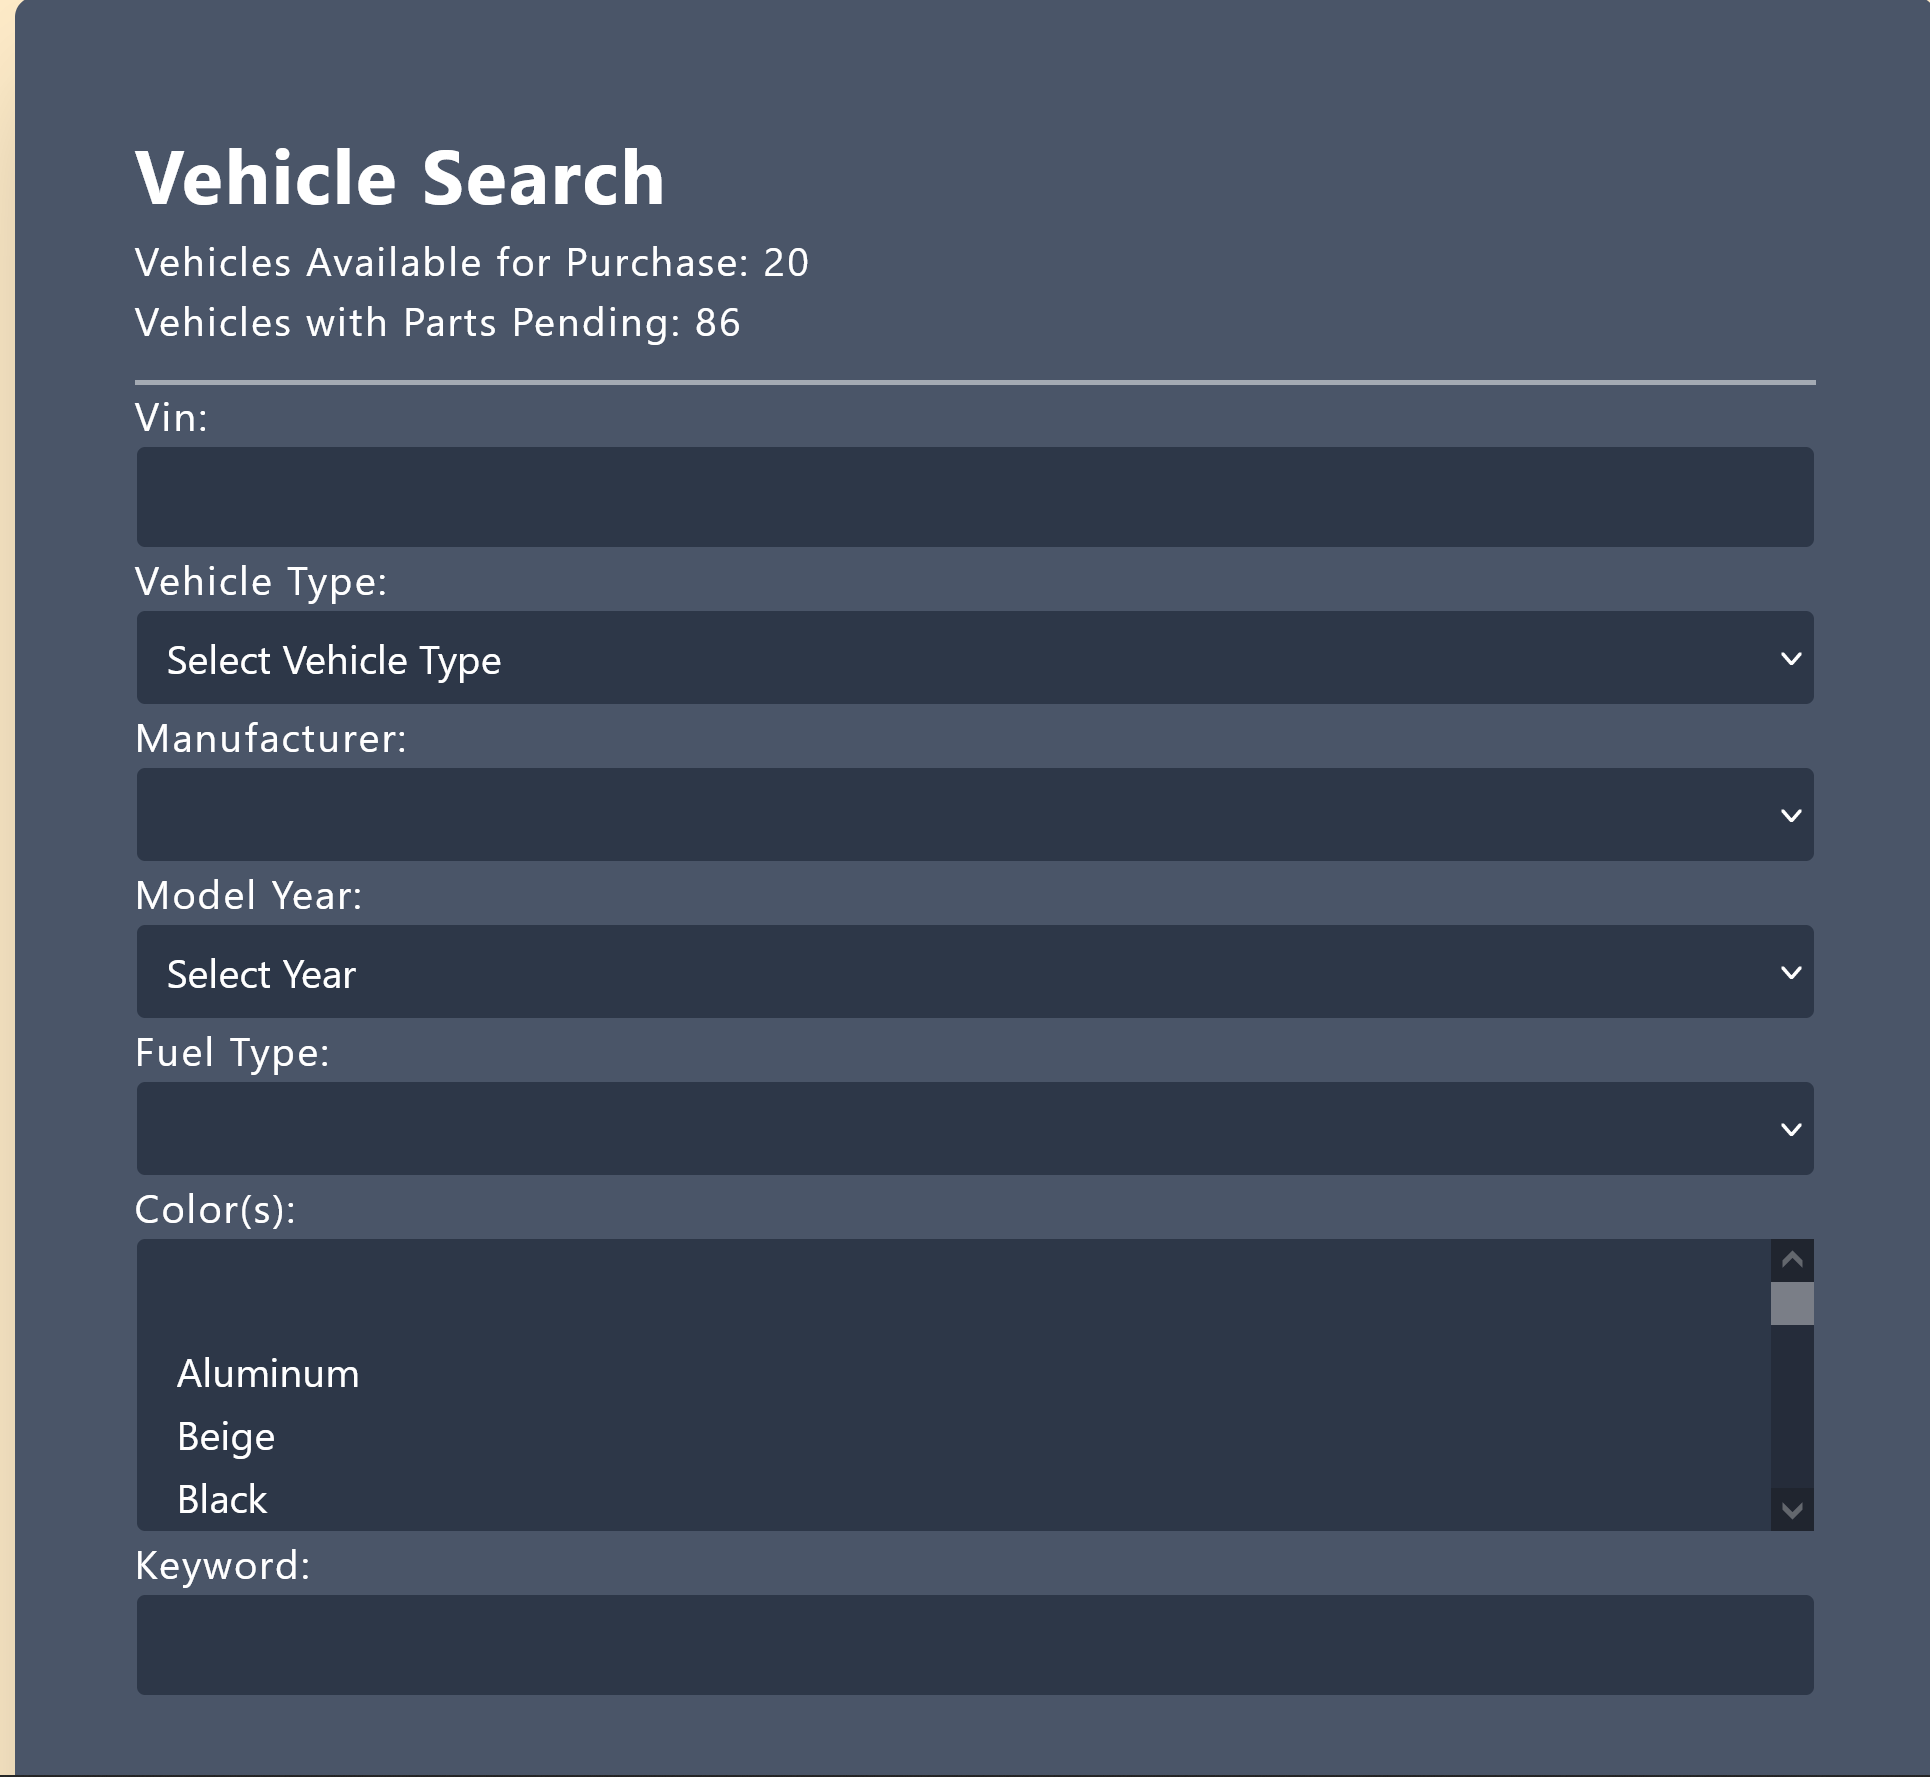 Vehicle Search
Vehicles Available for Purchase: 20
Vehicles with Parts Pending: 86
Vin:
Vehicle Type:
Select Vehicle Type
Manufacturer:
Model Year:
Select Year
Fuel Type:
Color(s):
Aluminum
Beige
Black
Keyword: